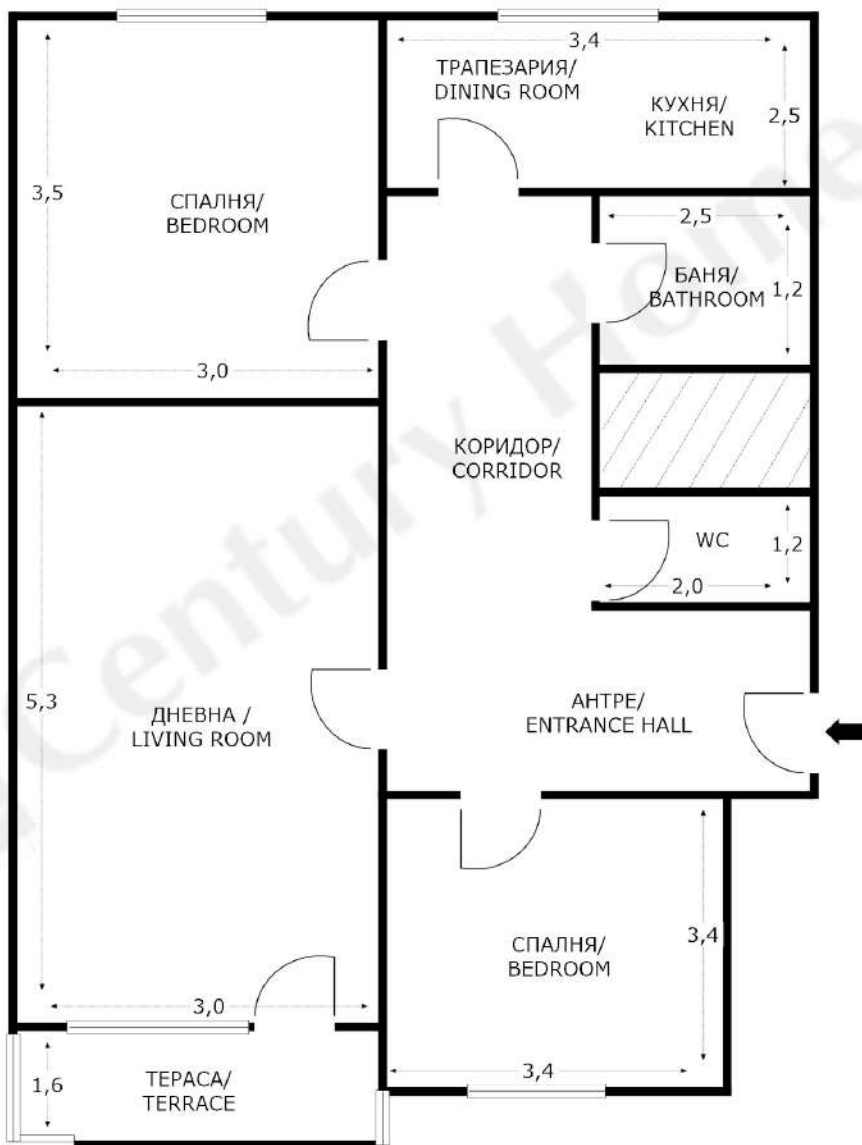 3,4
ТРАПЕЗАРИЯ/
DINING ROOM
КУХНЯ/
KITCHEN
2,5
3,5
СПАЛНЯ/
BEDROOM
3,0
2,5
БАНЯ/
BATHROOM
1,2
КОРИДОР/
CORRIDOR
WC
1,2
2,0
5,3
ДНЕВНА /
LIVING ROOM
АНТРЕ/
ENTRANCE HALL
3,0
СПАЛНЯ/
BEDROOM
3,4
3,4
1,6
ТЕРАСА/
TERRACE
Century Home